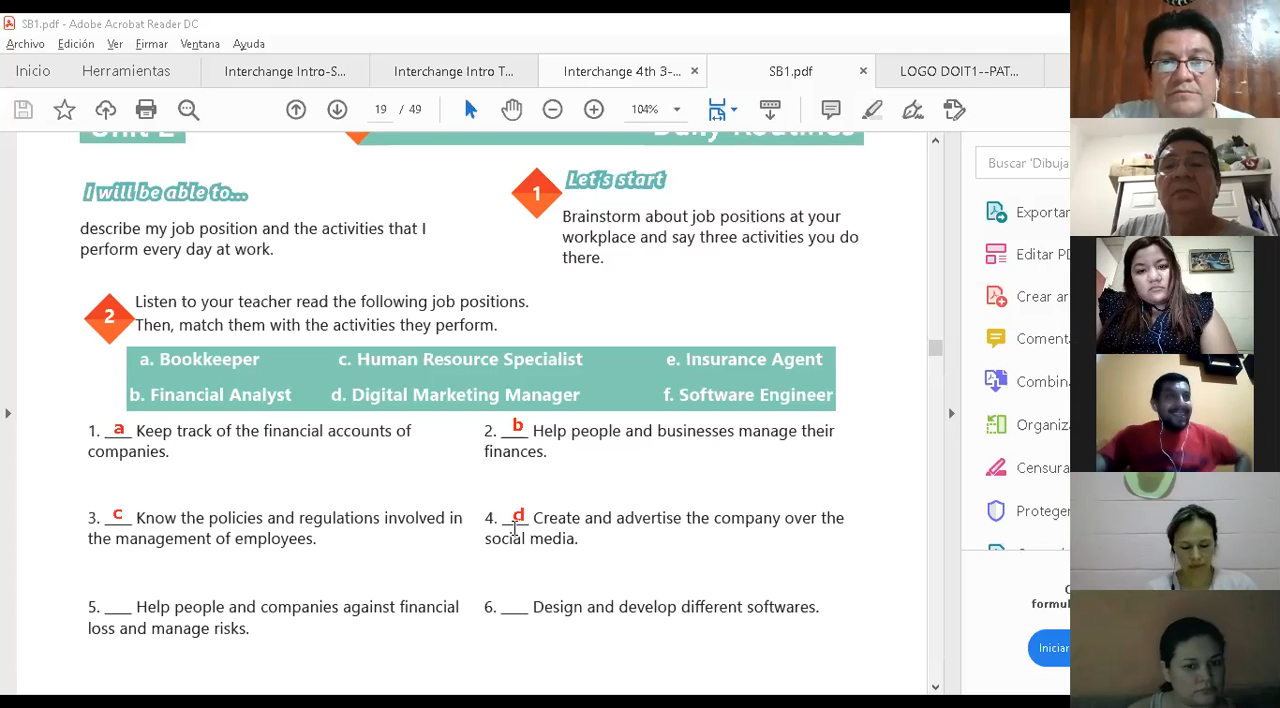 SB1.pdf - Adobe Acrobat Reader DC
Archivo Edición Ver Firmar Ventana Ayuda
Inicio Herramientas Interchange Intro-S... Interchange Intro T... Interchange 4th 3-... × SB1.pdf × LOGO DOIT1--PAT...
19 / 49 104%
Unit 2 Daily Routines
I will be able to...
describe my job position and the activities that I
perform every day at work.
1 Let's start
Brainstorm about job positions at your
workplace and say three activities you do
there.
2 Listen to your teacher read the following job positions.
Then, match them with the activities they perform.
a. Bookkeeper c. Human Resource Specialist e. Insurance Agent
b. Financial Analyst d. Digital Marketing Manager f. Software Engineer
1. a Keep track of the financial accounts of
companies.
2. b Help people and businesses manage their
finances.
3. c Know the policies and regulations involved in
the management of employees.
4. d Create and advertise the company over the
social media.
5. ___ Help people and companies against financial
loss and manage risks.
6. ___ Design and develop different softwares.
Buscar 'Dibuja
Exportar
Editar PD
Crear ar
Coment
Combin
Organiz
Censura
Proteger
formul
Iniciar